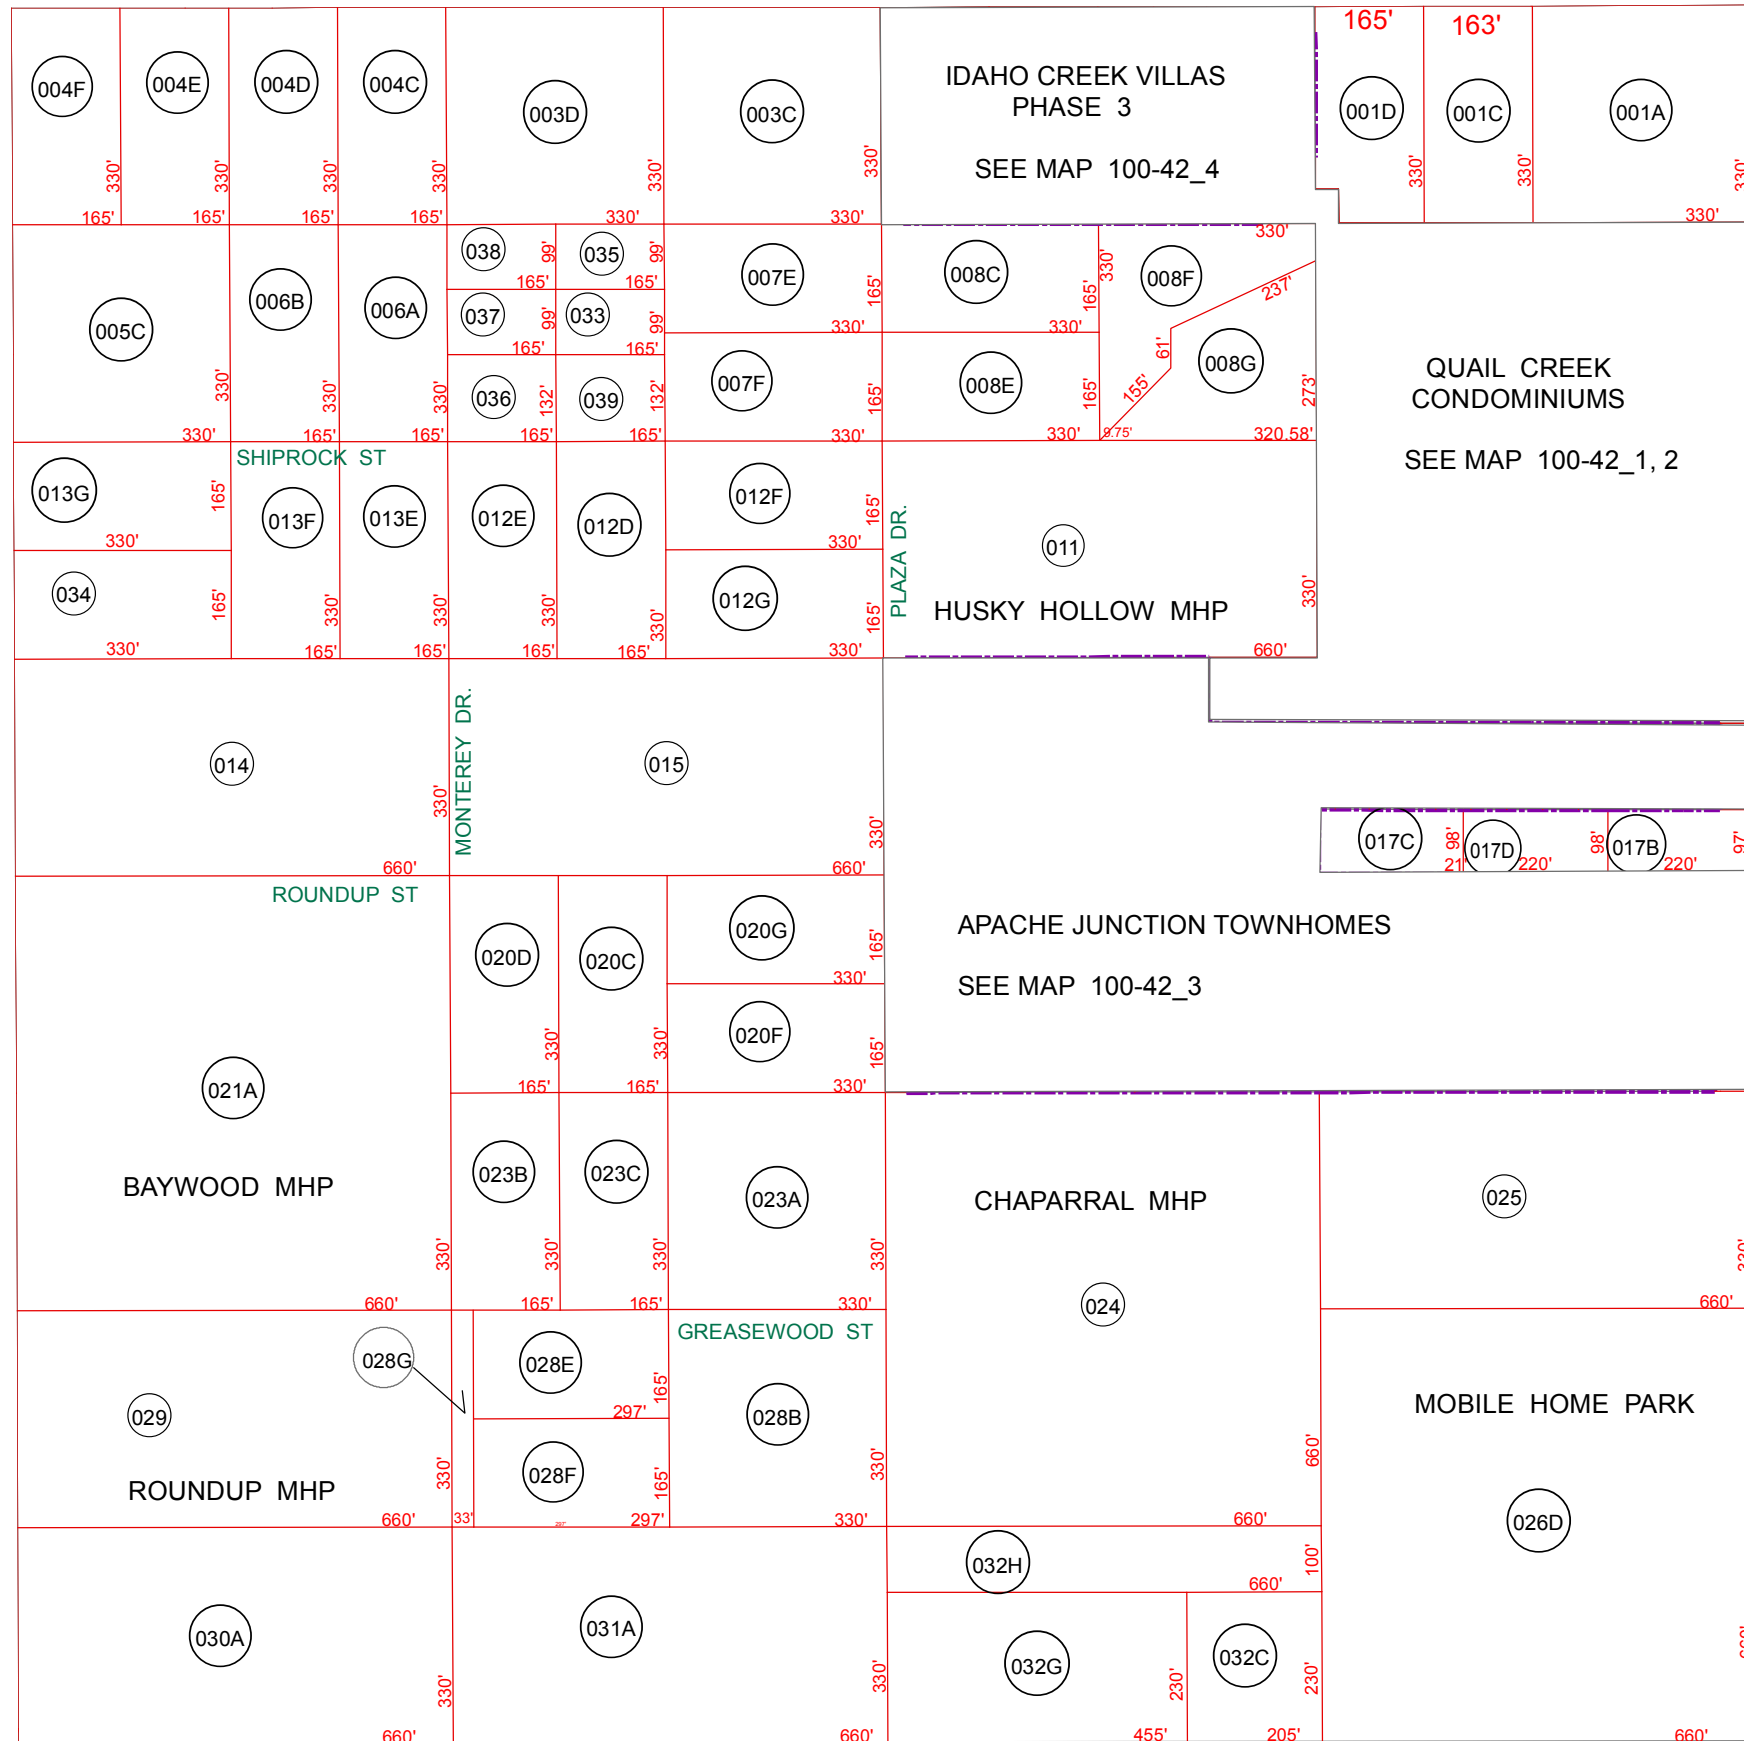 165' 163'
004F 004E 004D 004C 003D 003C
IDAHO CREEK VILLAS
PHASE 3
SEE MAP 100-42_4
001D 001C 001A
330' 330' 330' 330' 330' 330' 330' 330' 330'
165' 165' 165' 165' 330' 330' 330'
330'
038 99' 035 99'
165' 165'
007E 165' 330'
008C 165' 330'
330' 008F 237'
005C 006B 006A
037 99' 033 99'
165' 165'
007F 165'
008E 165'
61' 155' 008G 273'
036 132' 039 132'
330' 330' 330'
330' 165' 165' 165' 165' 330' 330' 9.75' 320.58'
QUAIL CREEK
CONDOMINIUMS
SEE MAP 100-42_1, 2
SHIPROCK ST
013G 165'
330'
034 165'
330'
013F 013E 012E 012D
330' 330' 330' 330'
165' 165' 165' 165'
012F 165'
330'
012G 165'
330'
PLAZA DR.
011
HUSKY HOLLOW MHP
330'
660'
014 330'
660'
MONTEREY DR.
015 330'
660'
017C 98' 017D 98' 017B 97'
21' 220' 220'
ROUNDUP ST
APACHE JUNCTION TOWNHOMES
SEE MAP 100-42_3
020D 020C
330' 330'
165' 165'
020G 165'
330'
020F 165'
330'
021A
BAYWOOD MHP
330'
660'
023B 023C 023A
330' 330' 330'
165' 165' 330'
CHAPARRAL MHP
024
660'
660'
025
330'
660'
GREASEWOOD ST
028G
028E 165'
297'
028F 165'
297' 297'
33'
028B 330'
330'
029
ROUNDUP MHP
330'
660'
MOBILE HOME PARK
026D
660'
660'
032H 100'
660'
030A 330'
660'
031A 330'
660'
032G 230'
455'
032C 230'
205'